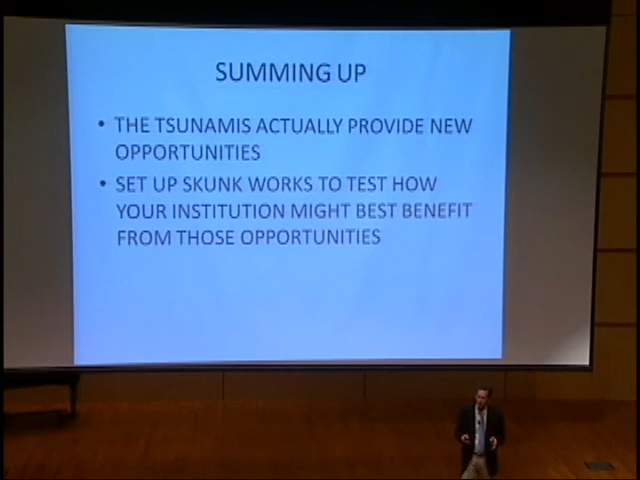 SUMMING UP
• THE TSUNAMIS ACTUALLY PROVIDE NEW
OPPORTUNITIES
• SET UP SKUNK WORKS TO TEST HOW
YOUR INSTITUTION MIGHT BEST BENEFIT
FROM THOSE OPPORTUNITIES